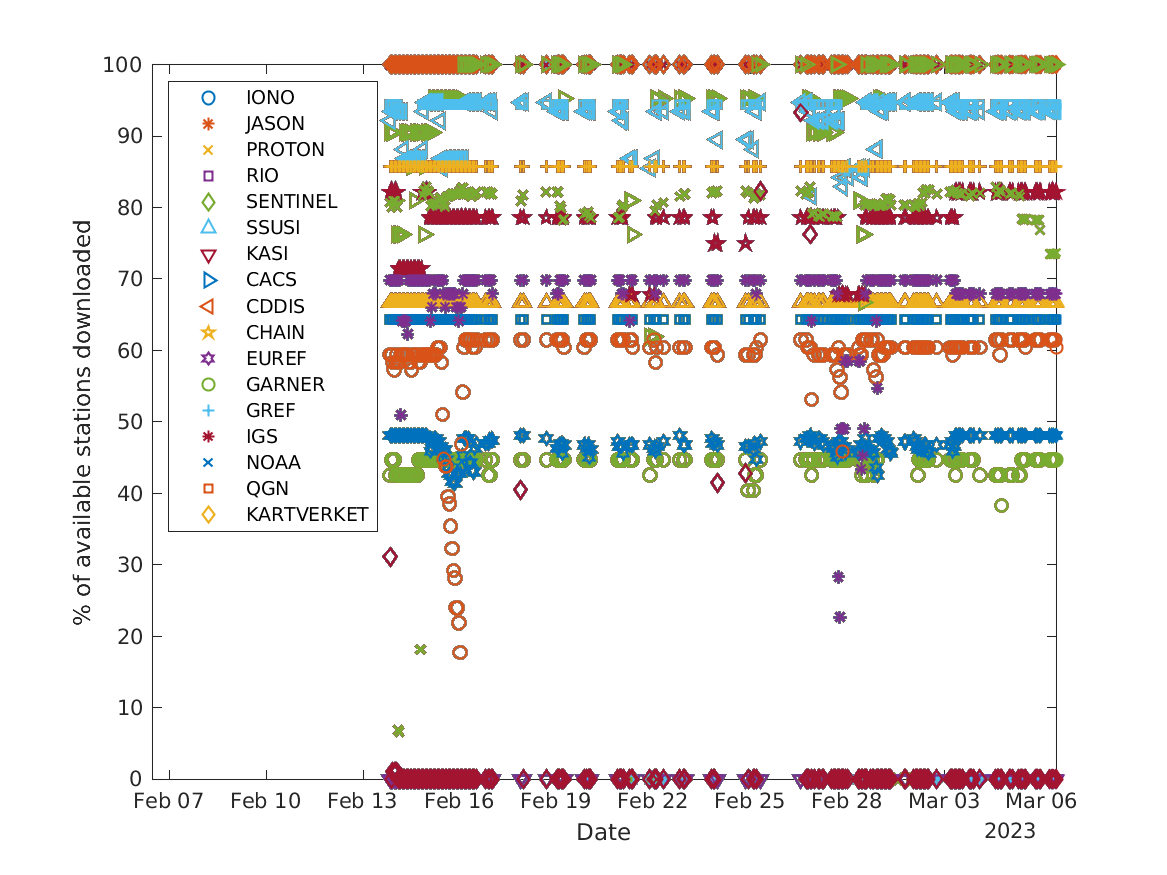 100
90
80
70
60
50
40
30
20
10
0
% of available stations downloaded
IONO
JASON
PROTON
RIO
SENTINEL
SSUSI
KASI
CACS
CDDIS
CHAIN
EUREF
GARNER
GREF
IGS
NOAA
QGN
KARTVERKET
Feb 07 Feb 10 Feb 13 Feb 16 Feb 19 Feb 22 Feb 25 Feb 28 Mar 03 Mar 06
Date
2023